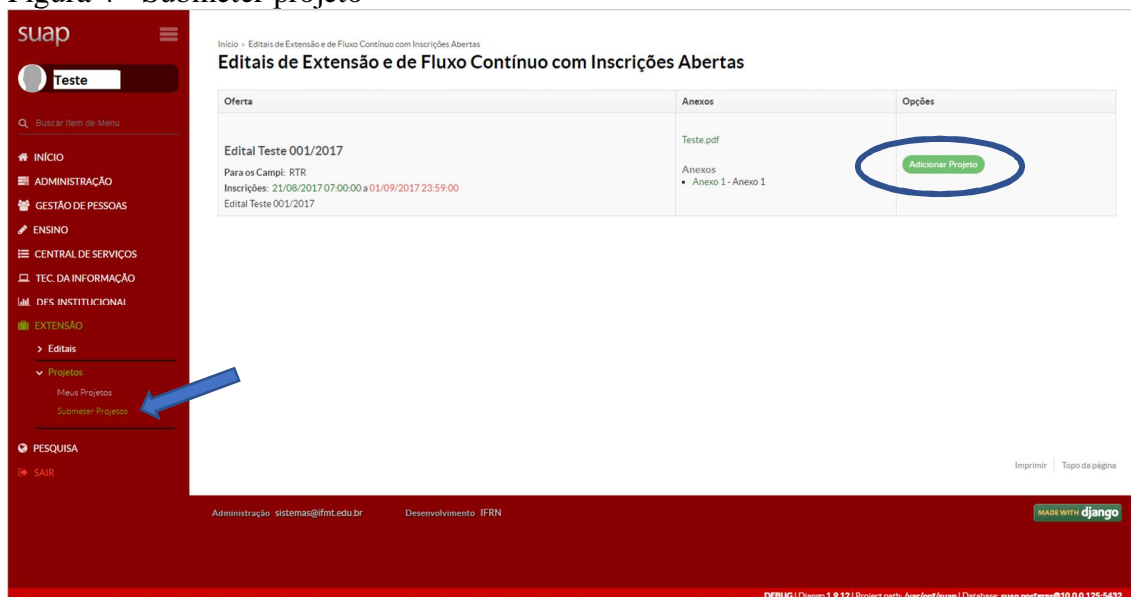 suap
Teste
Buscar Item de Menu
INÍCIO
ADMINISTRAÇÃO
GESTÃO DE PESSOAS
ENSINO
CENTRAL DE SERVIÇOS
TEC. DA INFORMAÇÃO
DES. INSTITUCIONAL
EXTENSÃO
Editais
Projetos
Meus Projetos
Submeter Projetos
PESQUISA
SAIR
Início » Editais de Extensão e de Fluxo Contínuo com Inscrições Abertas
Editais de Extensão e de Fluxo Contínuo com Inscrições Abertas
Oferta Anexos Opções
Edital Teste 001/2017
Para os Campi: RTR
Inscrições: 21/08/2017 07:00:00 a 01/09/2017 23:59:00
Edital Teste 001/2017
Teste.pdf
Anexos
Anexo 1 - Anexo 1
Adicionar Projeto
Imprimir Topo da página
Administração sistemas@ifmt.edu.br Desenvolvimento IFRN
MADE WITH django
DEBUG | Django 1.9.12 | Project path: /var/opt/suap | Database: suap postgres@10.0.0.125:5432